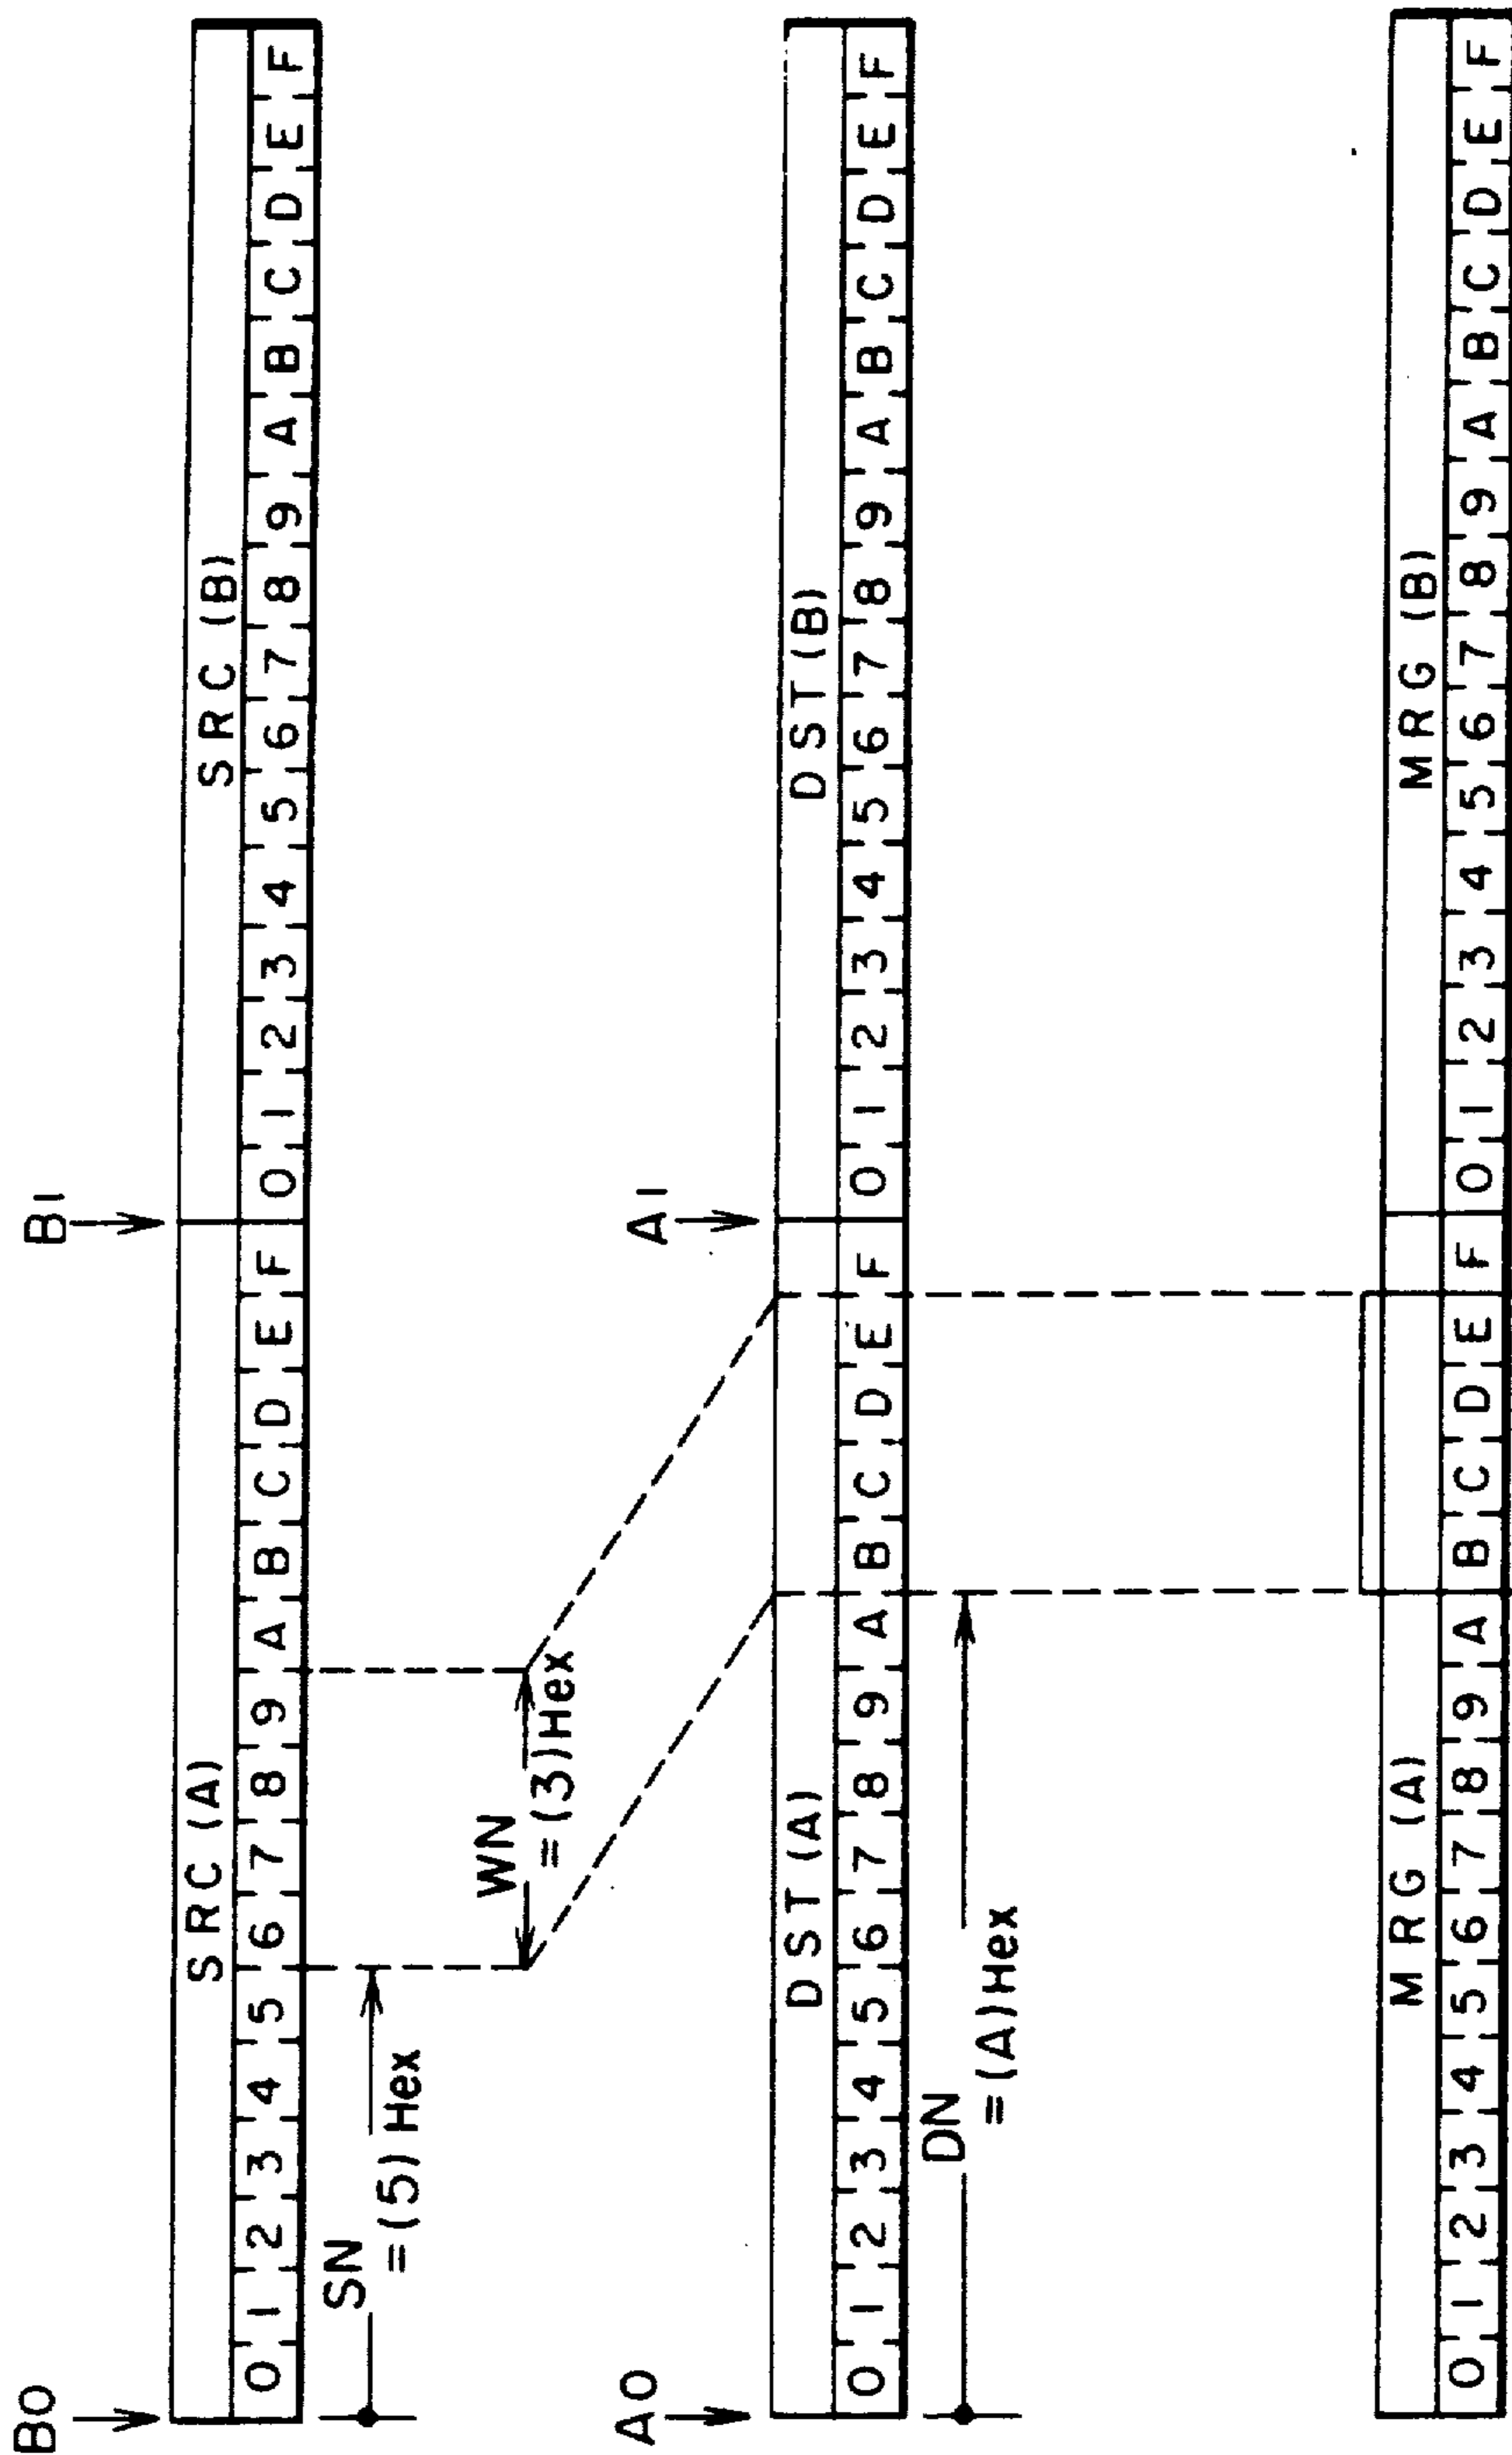 B0
B1
SRC (A)
SRC (B)
0 1 2 3 4 5 6 7 8 9 A B C D E F 0 1 2 3 4 5 6 7 8 9 A B C D E F
SN
=(5)Hex
WN
=(3)Hex
A0
A1
DST (A)
DST (B)
0 1 2 3 4 5 6 7 8 9 A B C D E F 0 1 2 3 4 5 6 7 8 9 A B C D E F
DN
=(A)Hex
MRG (A)
MRG (B)
0 1 2 3 4 5 6 7 8 9 A B C D E F 0 1 2 3 4 5 6 7 8 9 A B C D E F